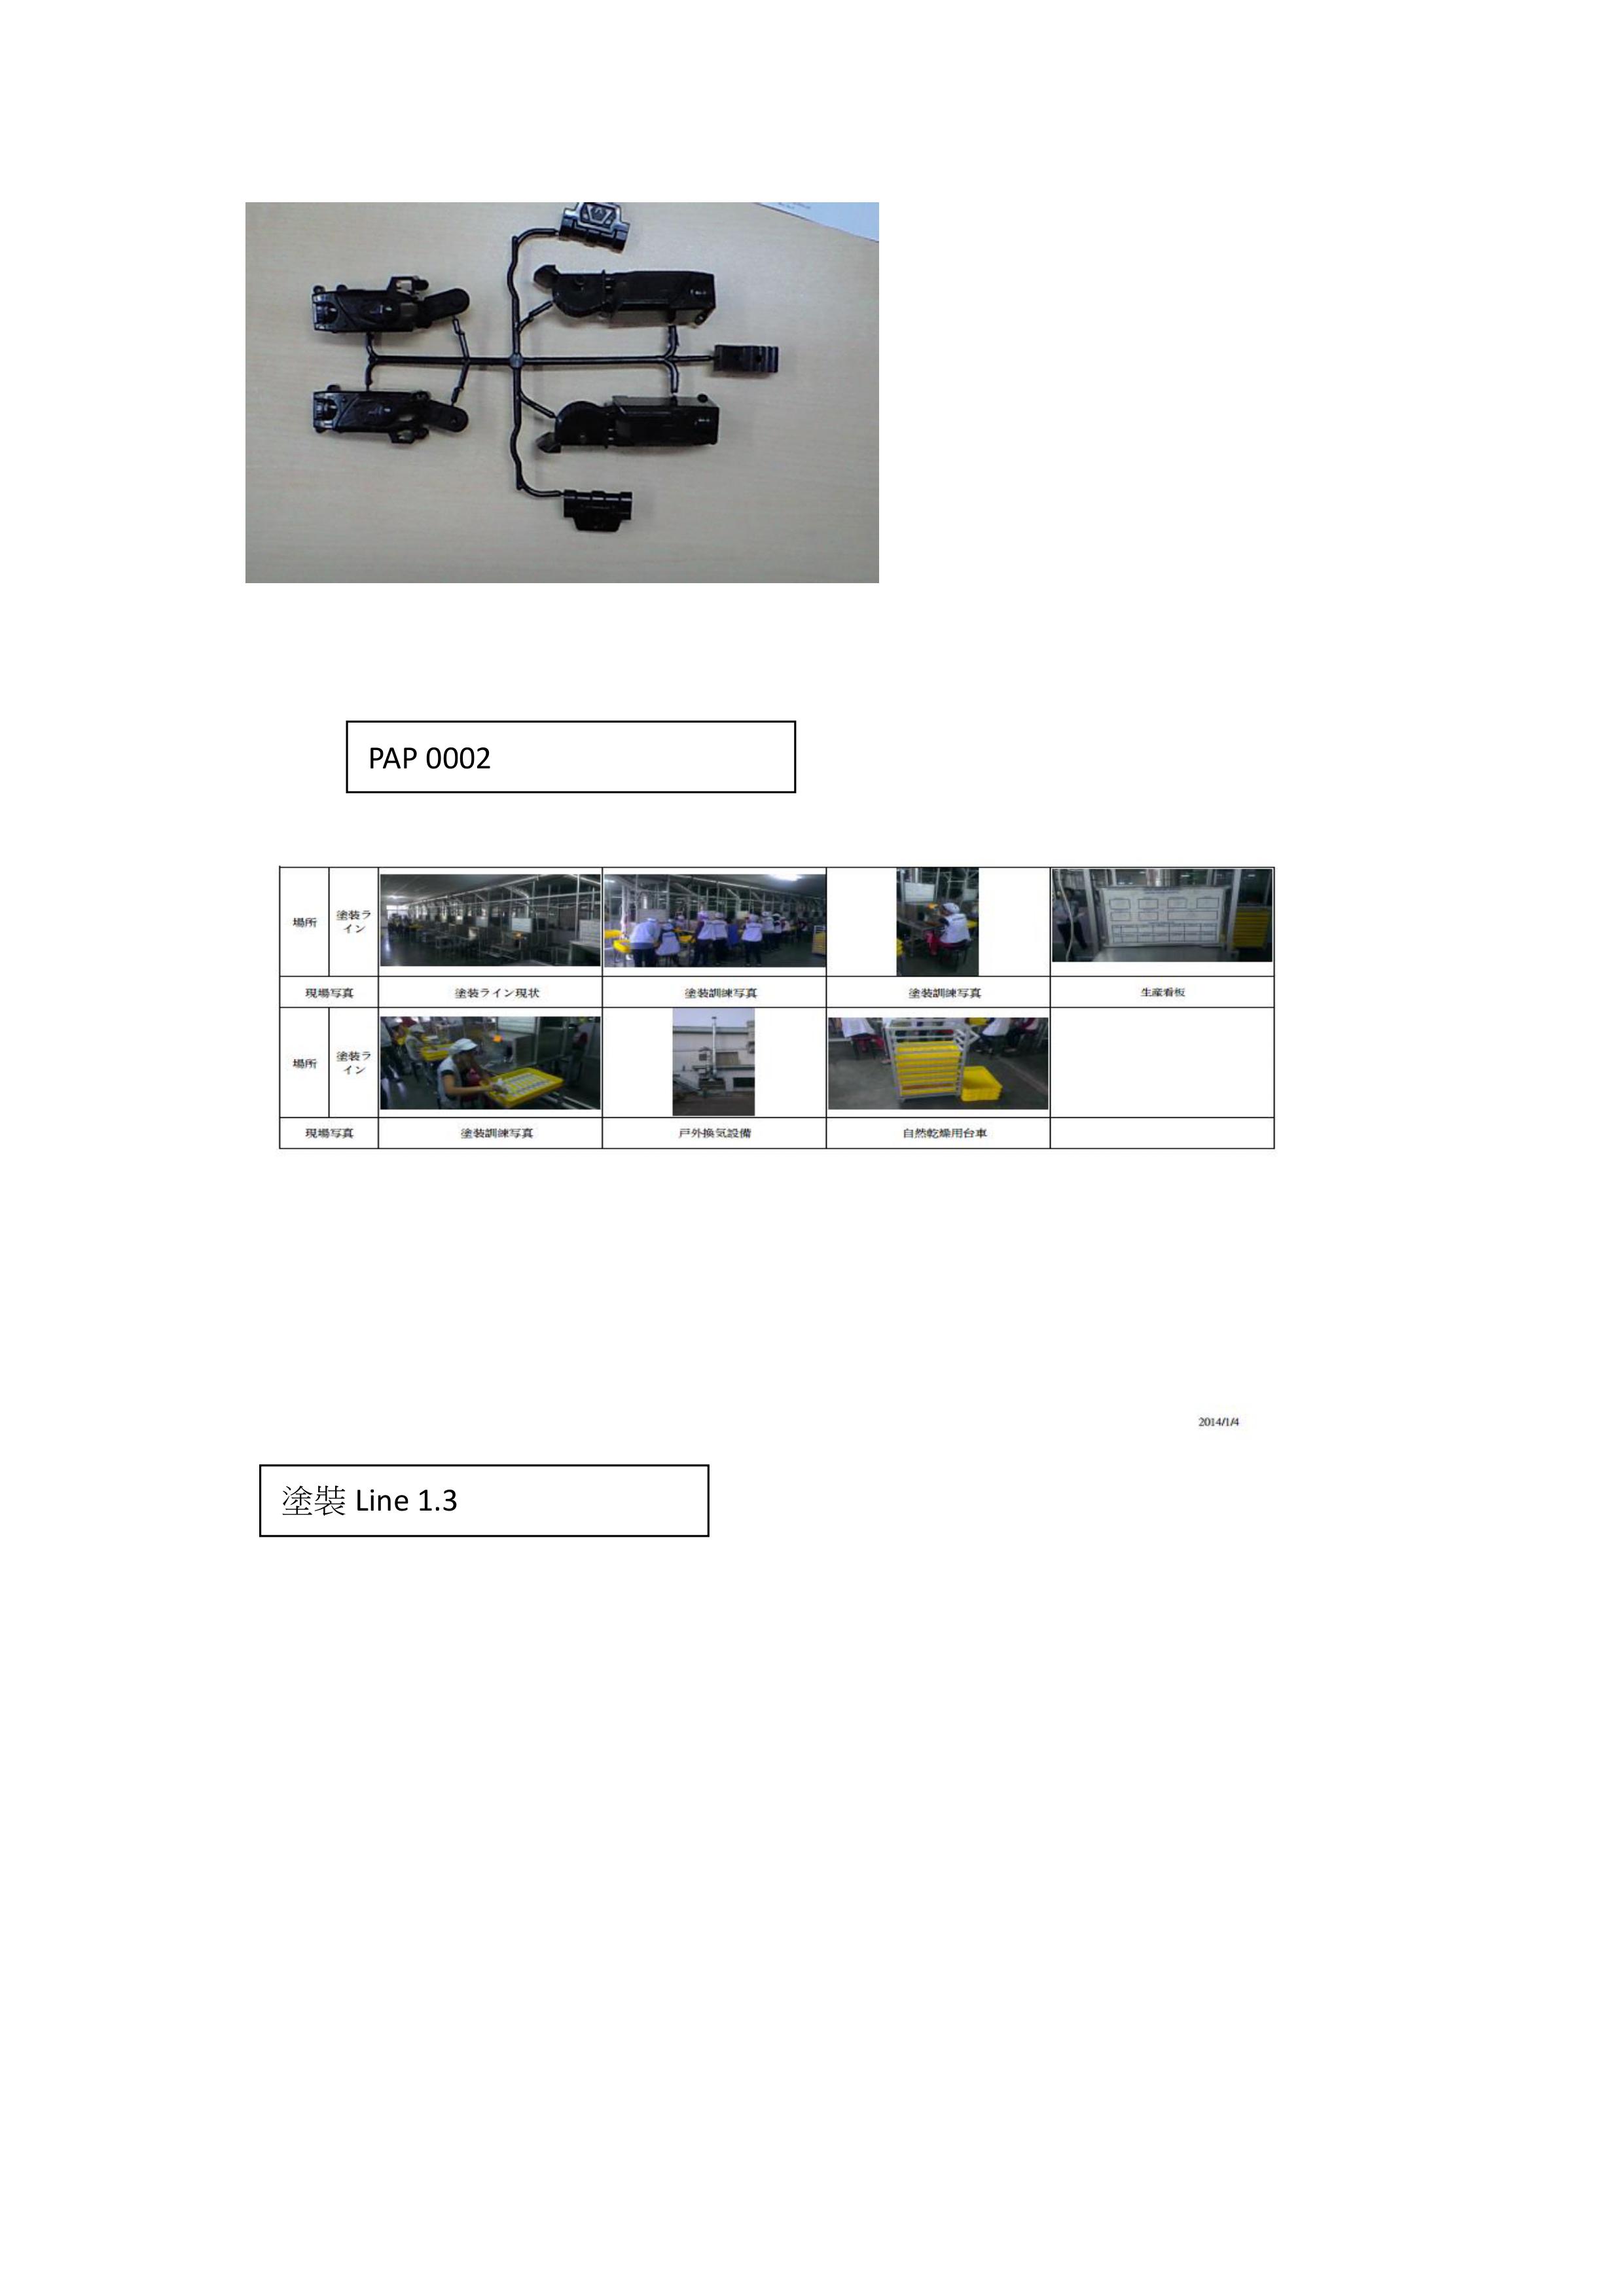 PAP 0002
場所
塗装ラ
イン
現場写真
塗装ライン現状
塗装訓練写真
塗装訓練写真
生産看板
場所
塗装ラ
イン
現場写真
塗装訓練写真
戸外換気設備
自然乾燥用台車
2014/1/4
塗裝 Line 1.3